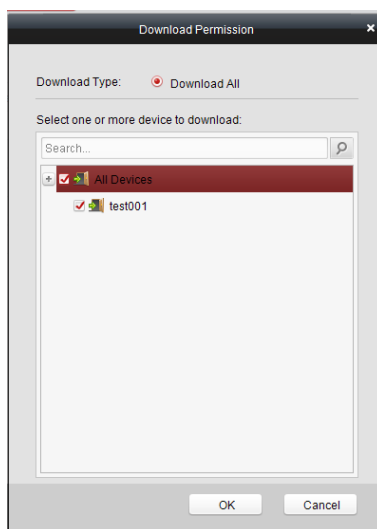 Download Permission
Download Type: Download All
Select one or more device to download:
Search...
All Devices
test001
OK Cancel